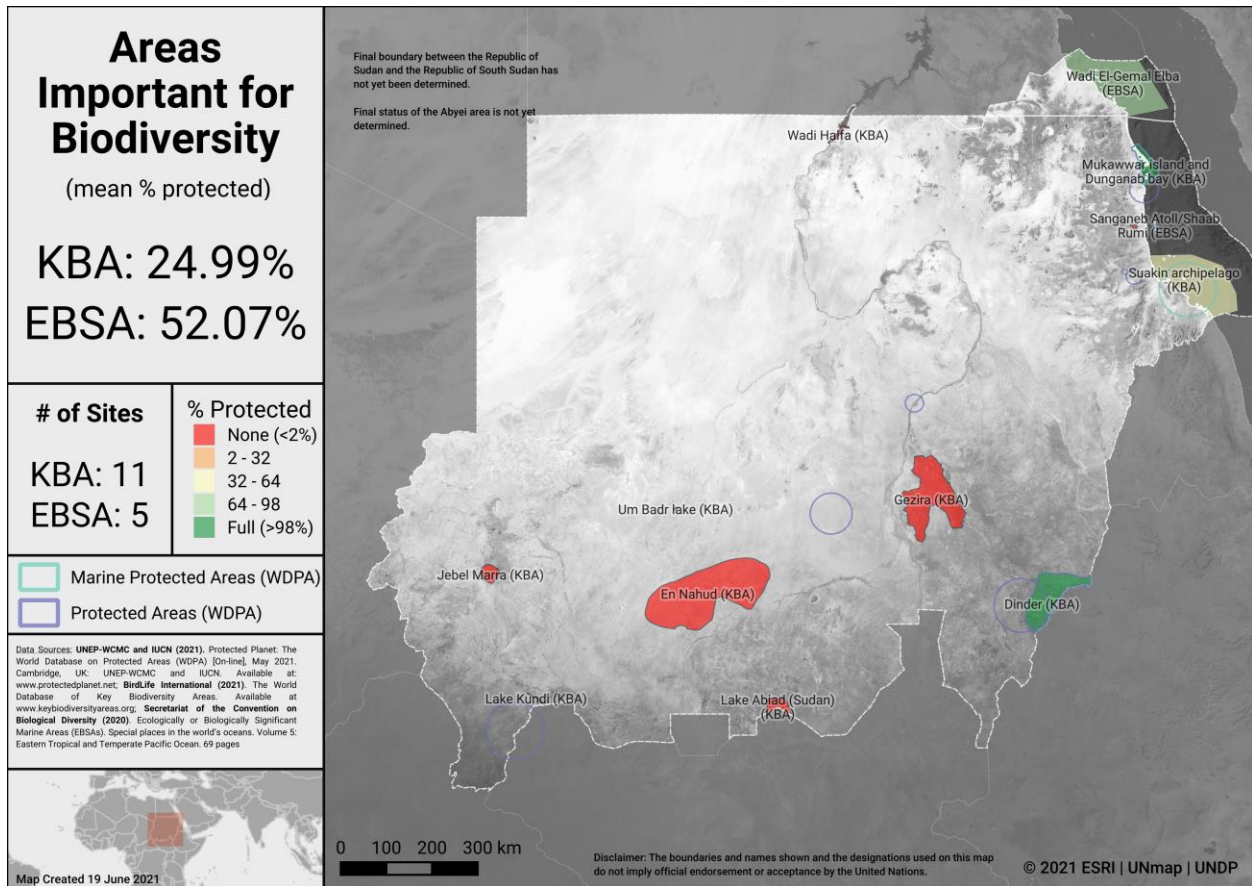 Areas
Important for
Biodiversity
(mean % protected)
KBA: 24.99%
EBSA: 52.07%
# of Sites
KBA: 11
EBSA: 5
% Protected
None (<2%)
2 - 32
32 - 64
64 - 98
Full (>98%)
Marine Protected Areas (WDPA)
Protected Areas (WDPA)
Data Sources: UNEP-WCMC and IUCN (2021). Protected Planet: The
World Database on Protected Areas (WDPA) [On-line], May 2021.
Cambridge, UK: UNEP-WCMC and IUCN. Available at:
www.protectedplanet.net; BirdLife International (2021). The World
Database of Key Biodiversity Areas. Available at
www.keybiodiversityareas.org; Secretariat of the Convention on
Biological Diversity (2020). Ecologically or Biologically Significant
Marine Areas (EBSAs). Special places in the world's oceans. Volume 5:
Eastern Tropical and Temperate Pacific Ocean. 69 pages
Map Created 19 June 2021
Final boundary between the Republic of
Sudan and the Republic of South Sudan has
not yet been determined.
Final status of the Abyei area is not yet
determined.
Wadi El-Gemal Elba
(EBSA)
Wadi Halfa (KBA)
Mukawwar island and
Dunganab bay (KBA)
Sanganeb Atoll/Shaab
Rumi (EBSA)
Suakin archipelago
(KBA)
Gezira (KBA)
Um Badr lake (KBA)
Jebel Marra (KBA)
En Nahud (KBA)
Dinder (KBA)
Lake Kundi (KBA)
Lake Abiad (Sudan)
(KBA)
0 100 200 300 km
Disclaimer: The boundaries and names shown and the designations used on this map
do not imply official endorsement or acceptance by the United Nations.
© 2021 ESRI | UNmap | UNDP